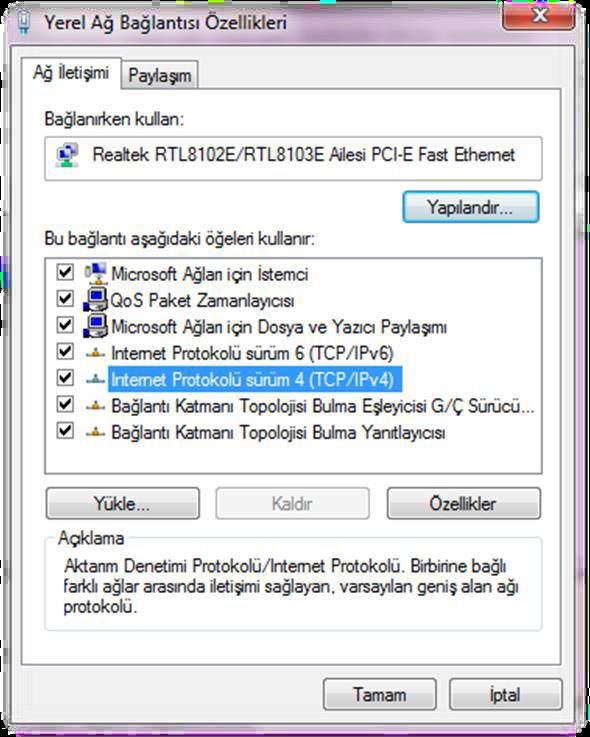 Yerel Ağ Bağlantısı Özellikleri
Ağ İletişimi
Paylaşım
Bağlanırken kullan:
Realtek RTL8102E/RTL8103E Ailesi PCI-E Fast Ethernet
Yapılandır...
Bu bağlantı aşağıdaki öğeleri kullanır:
Microsoft Ağları için İstemci
QoS Paket Zamanlayıcısı
Microsoft Ağları için Dosya ve Yazıcı Paylaşımı
Internet Protokolü sürüm 6 (TCP/IPv6)
Internet Protokolü sürüm 4 (TCP/IPv4)
Bağlantı Katmanı Topolojisi Bulma Eşleyicisi G/Ç Sürücü...
Bağlantı Katmanı Topolojisi Bulma Yanıtlayıcısı
Yükle...
Kaldır
Özellikler
Açıklama
Aktarım Denetimi Protokolü/Internet Protokolü. Birbirine bağlı
farklı ağlar arasında iletişimi sağlayan, varsayılan geniş alan ağı
protokolü.
Tamam
İptal